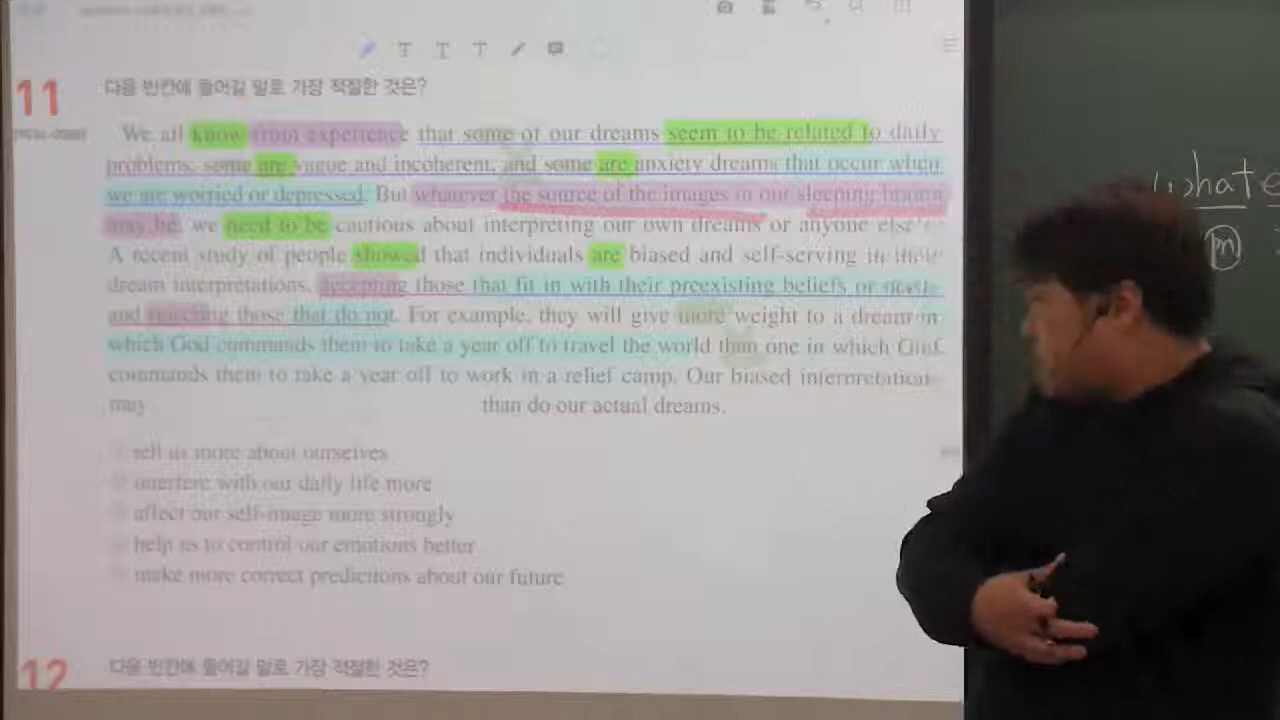 11 다음 빈칸에 들어갈 말로 가장 적절한 것은?
We all know from experience that some of our dreams seem to be related to daily
problems, some are vague and incoherent, and some are anxiety dreams that occur when
we are worried or depressed. But whatever the source of the images in our sleeping brains
may be, we need to be cautious about interpreting our own dreams or anyone else's.
A recent study of people showed that individuals are biased and self-serving in their
dream interpretations, accepting those that fit in with their preexisting beliefs or needs
and rejecting those that do not. For example, they will give more weight to a dream in
which God commands them to take a year off to travel the world than one in which God
commands them to take a year off to work in a relief camp. Our biased interpretations
may than do our actual dreams.
tell us more about ourselves
interfere with our daily life more
affect our self-image more strongly
help us to control our emotions better
make more correct predictions about our future
12 다음 빈칸에 들어갈 말로 가장 적절한 것은?